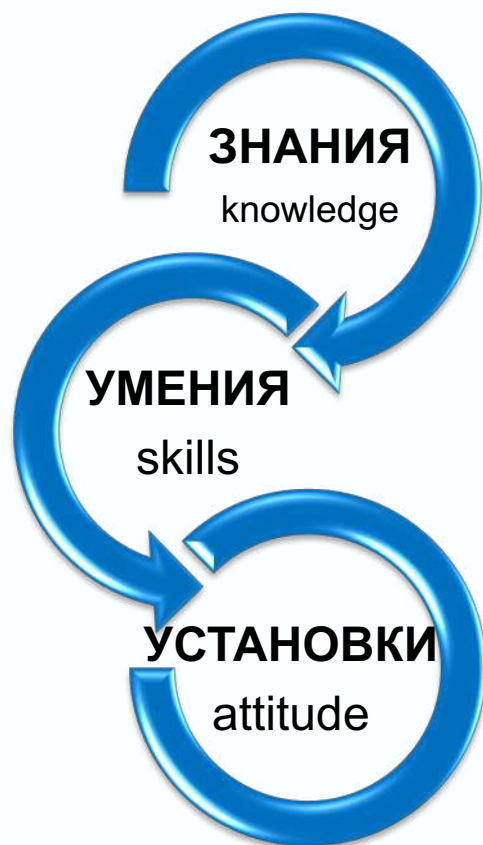 ЗНАНИЯ
knowledge
УМЕНИЯ
skills
УСТАНОВКИ
attitude